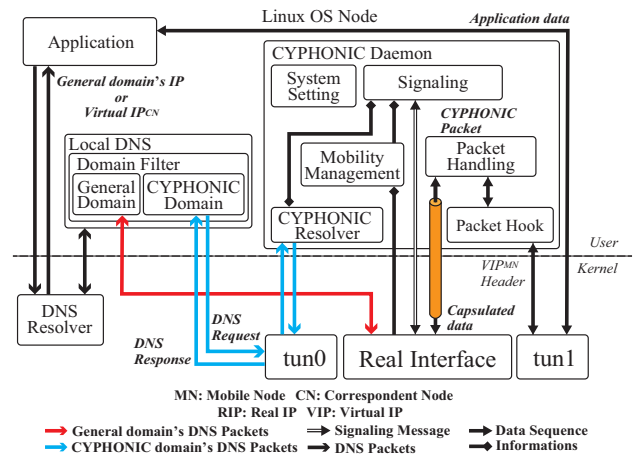 Linux OS Node
Application data
Application
General domain's IP
or
Virtual IPCN
CYPHONIC Daemon
System
Setting
Signaling
CYPHONIC
Packet
Packet
Handling
Mobility
Management
CYPHONIC
Resolver
Packet Hook
Local DNS
Domain Filter
General
Domain
CYPHONIC
Domain
User
Kernel
VIPMN
Header
DNS
Resolver
DNS
Response
DNS
Request
Capsulated
data
tun0
Real Interface
tun1
MN: Mobile Node CN: Correspondent Node
RIP: Real IP VIP: Virtual IP
General domain's DNS Packets
Signaling Message
Data Sequence
CYPHONIC domain's DNS Packets
DNS Packets
Informations